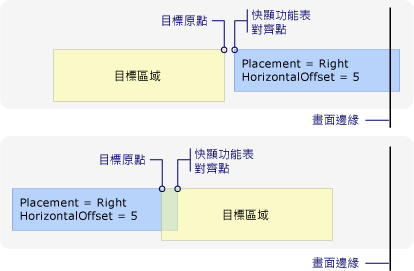 目標原點
快顯功能表
對齊點
目標區域
Placement = Right
HorizontalOffset = 5
畫面邊緣
目標原點
快顯功能表
對齊點
Placement = Right
HorizontalOffset = 5
目標區域
畫面邊緣